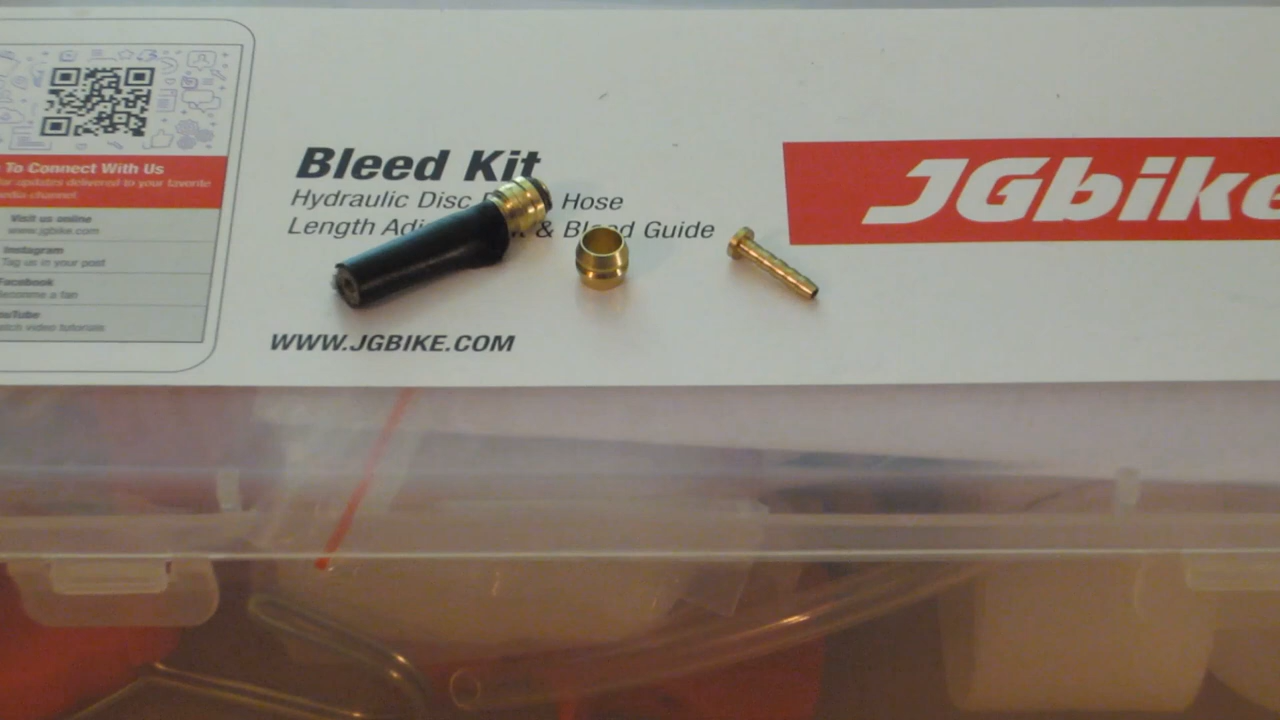 To Connect With Us
updates delivered to your favorite
media channel.
Visit us online
www.jgbike.com
Instagram
Tag us in your post
Facebook
Become a fan
YouTube
video tutorials
Bleed Kit
Hydraulic Disc Hose
Length & Bleed Guide
WWW.JGBIKE.COM
JGbike